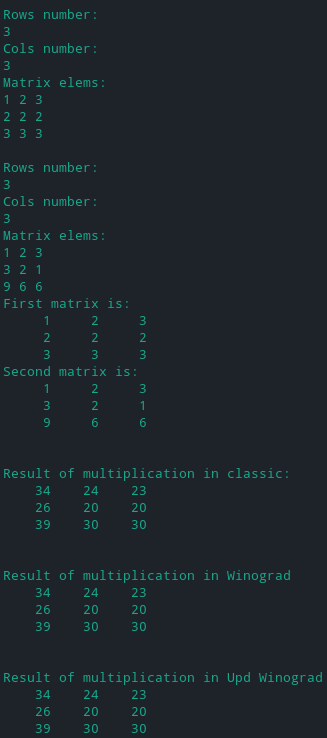 Rows number:
3
Cols number:
3
Matrix elems:
1 2 3
2 2 2
3 3 3
Rows number:
3
Cols number:
3
Matrix elems:
1 2 3
3 2 1
9 6 6
First matrix is:
1 2 3
2 2 2
3 3 3
Second matrix is:
1 2 3
3 2 1
9 6 6
Result of multiplication in classic:
34 24 23
26 20 20
39 30 30
Result of multiplication in Winograd
34 24 23
26 20 20
39 30 30
Result of multiplication in Upd Winograd
34 24 23
26 20 20
39 30 30